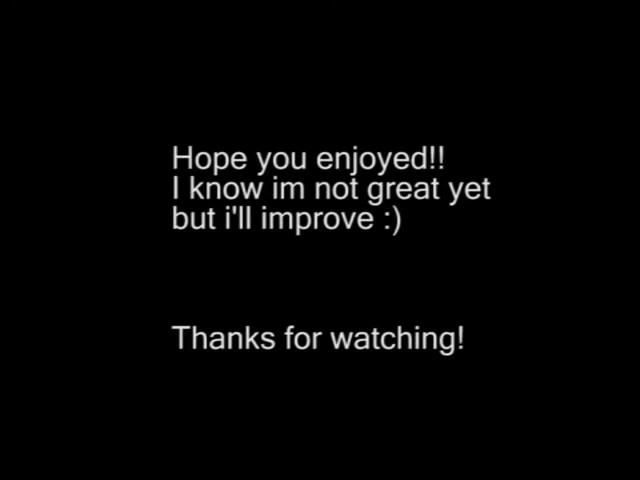 Hope you enjoyed!!
I know im not great yet
but i'll improve :)
Thanks for watching!